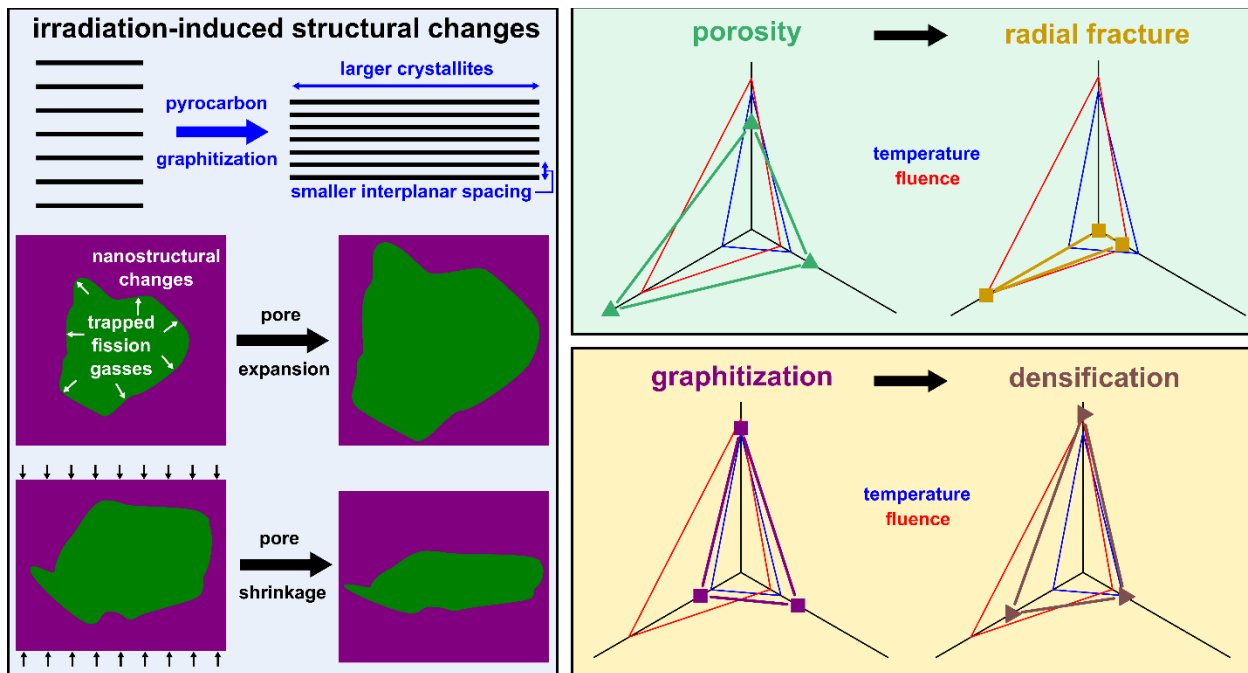 irradiation-induced structural changes
larger crystallites
pyrocarbon
graphitization
smaller interplanar spacing
nanostructural
changes
trapped
fission
gasses
pore
expansion
pore
shrinkage
porosity
radial fracture
temperature
fluence
graphitization
densification
temperature
fluence